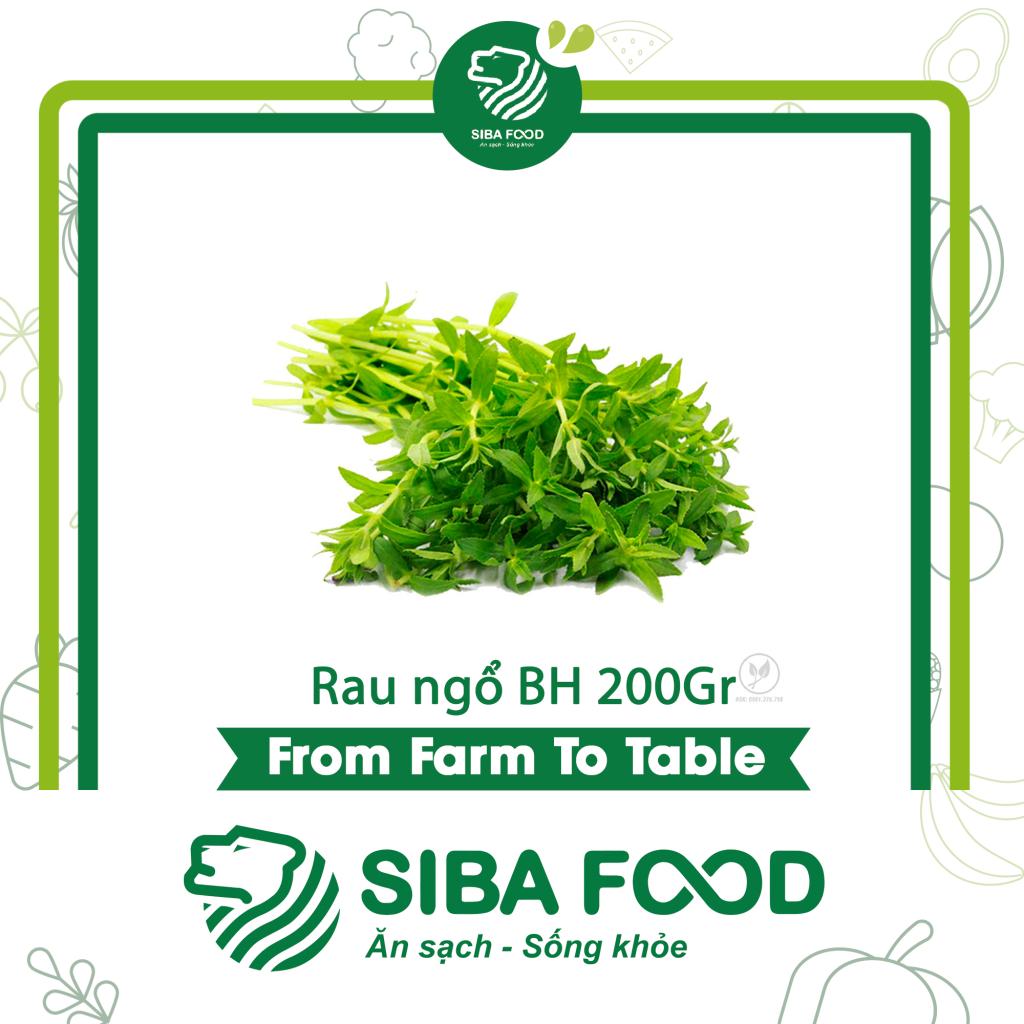 SIBA FOOD
Ăn sạch - Sống khỏe
Rau ngổ BH 200Gr
From Farm To Table
SIBA FOOD
Ăn sạch - Sống khỏe